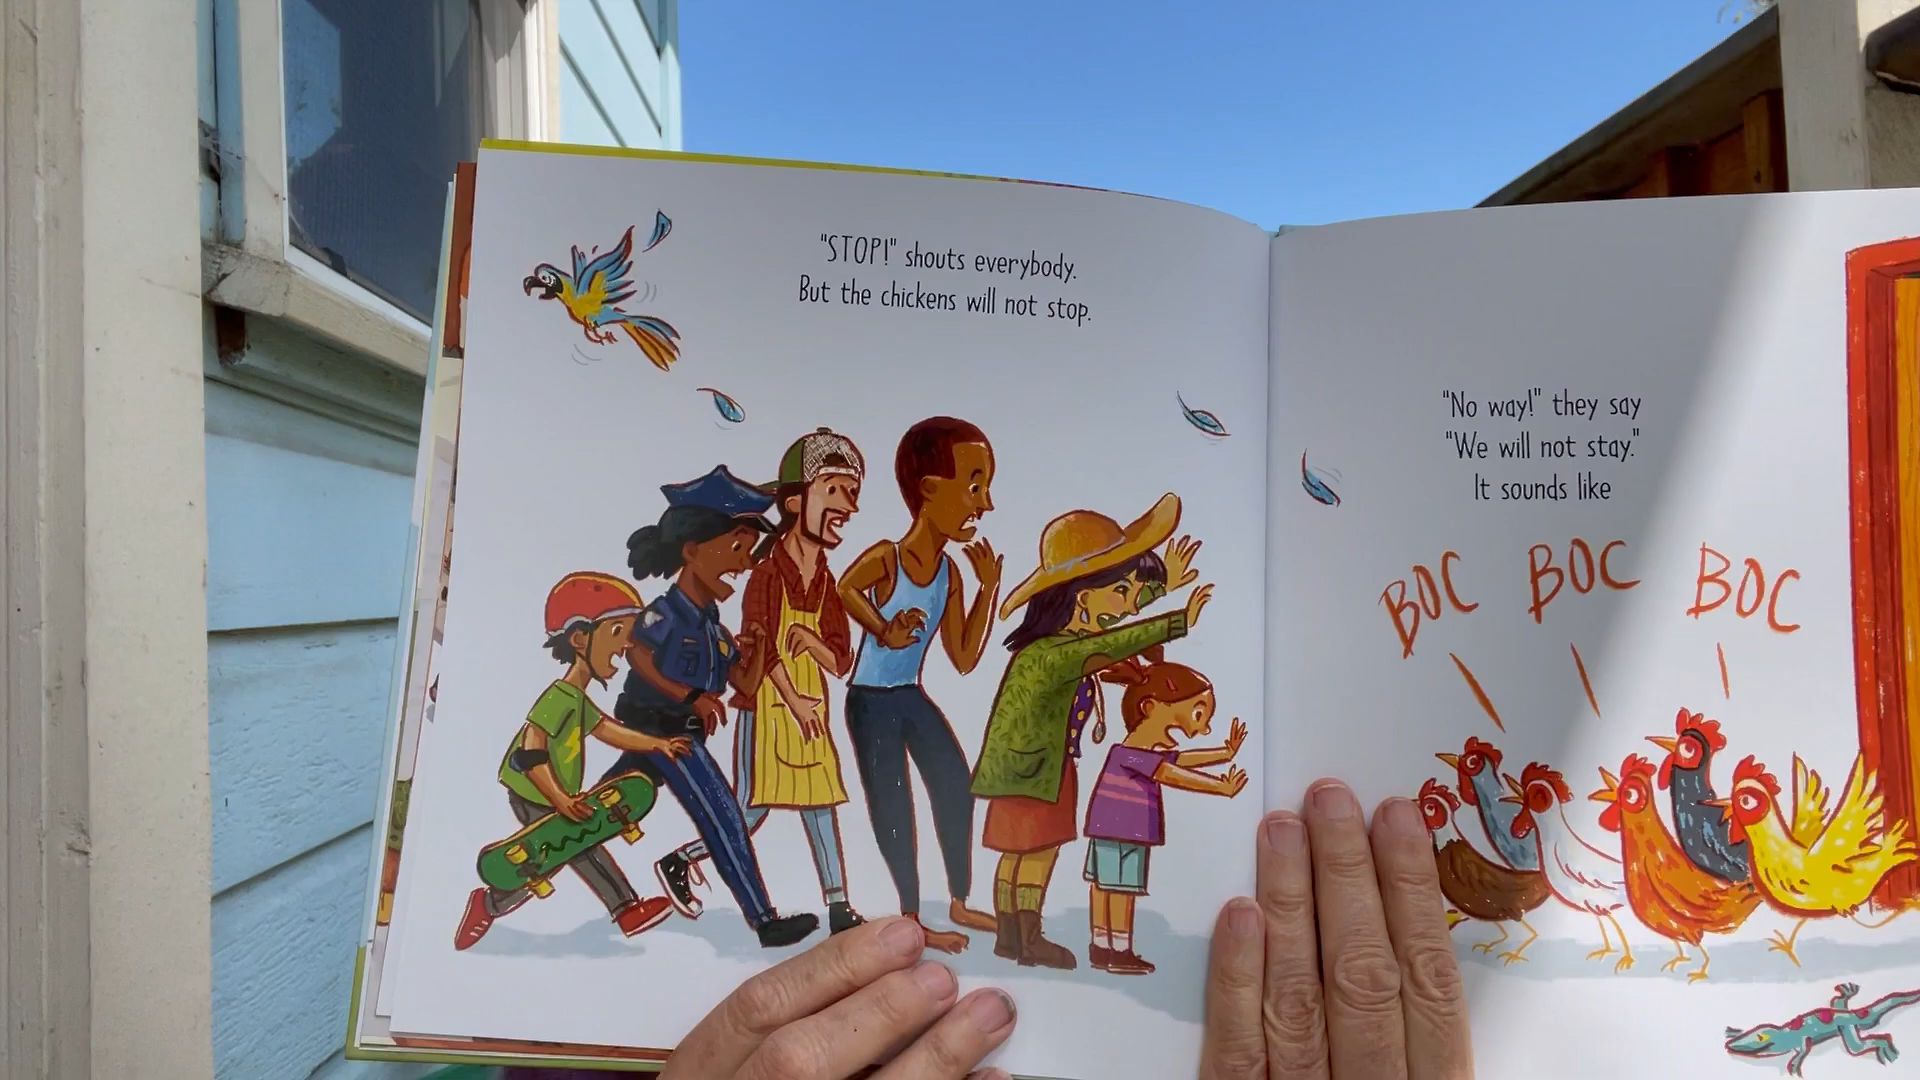 "STOP!" shouts everybody.
But the chickens will not stop.
"No way!" they say
"We will not stay."
It sounds like
BOC BOC BOC